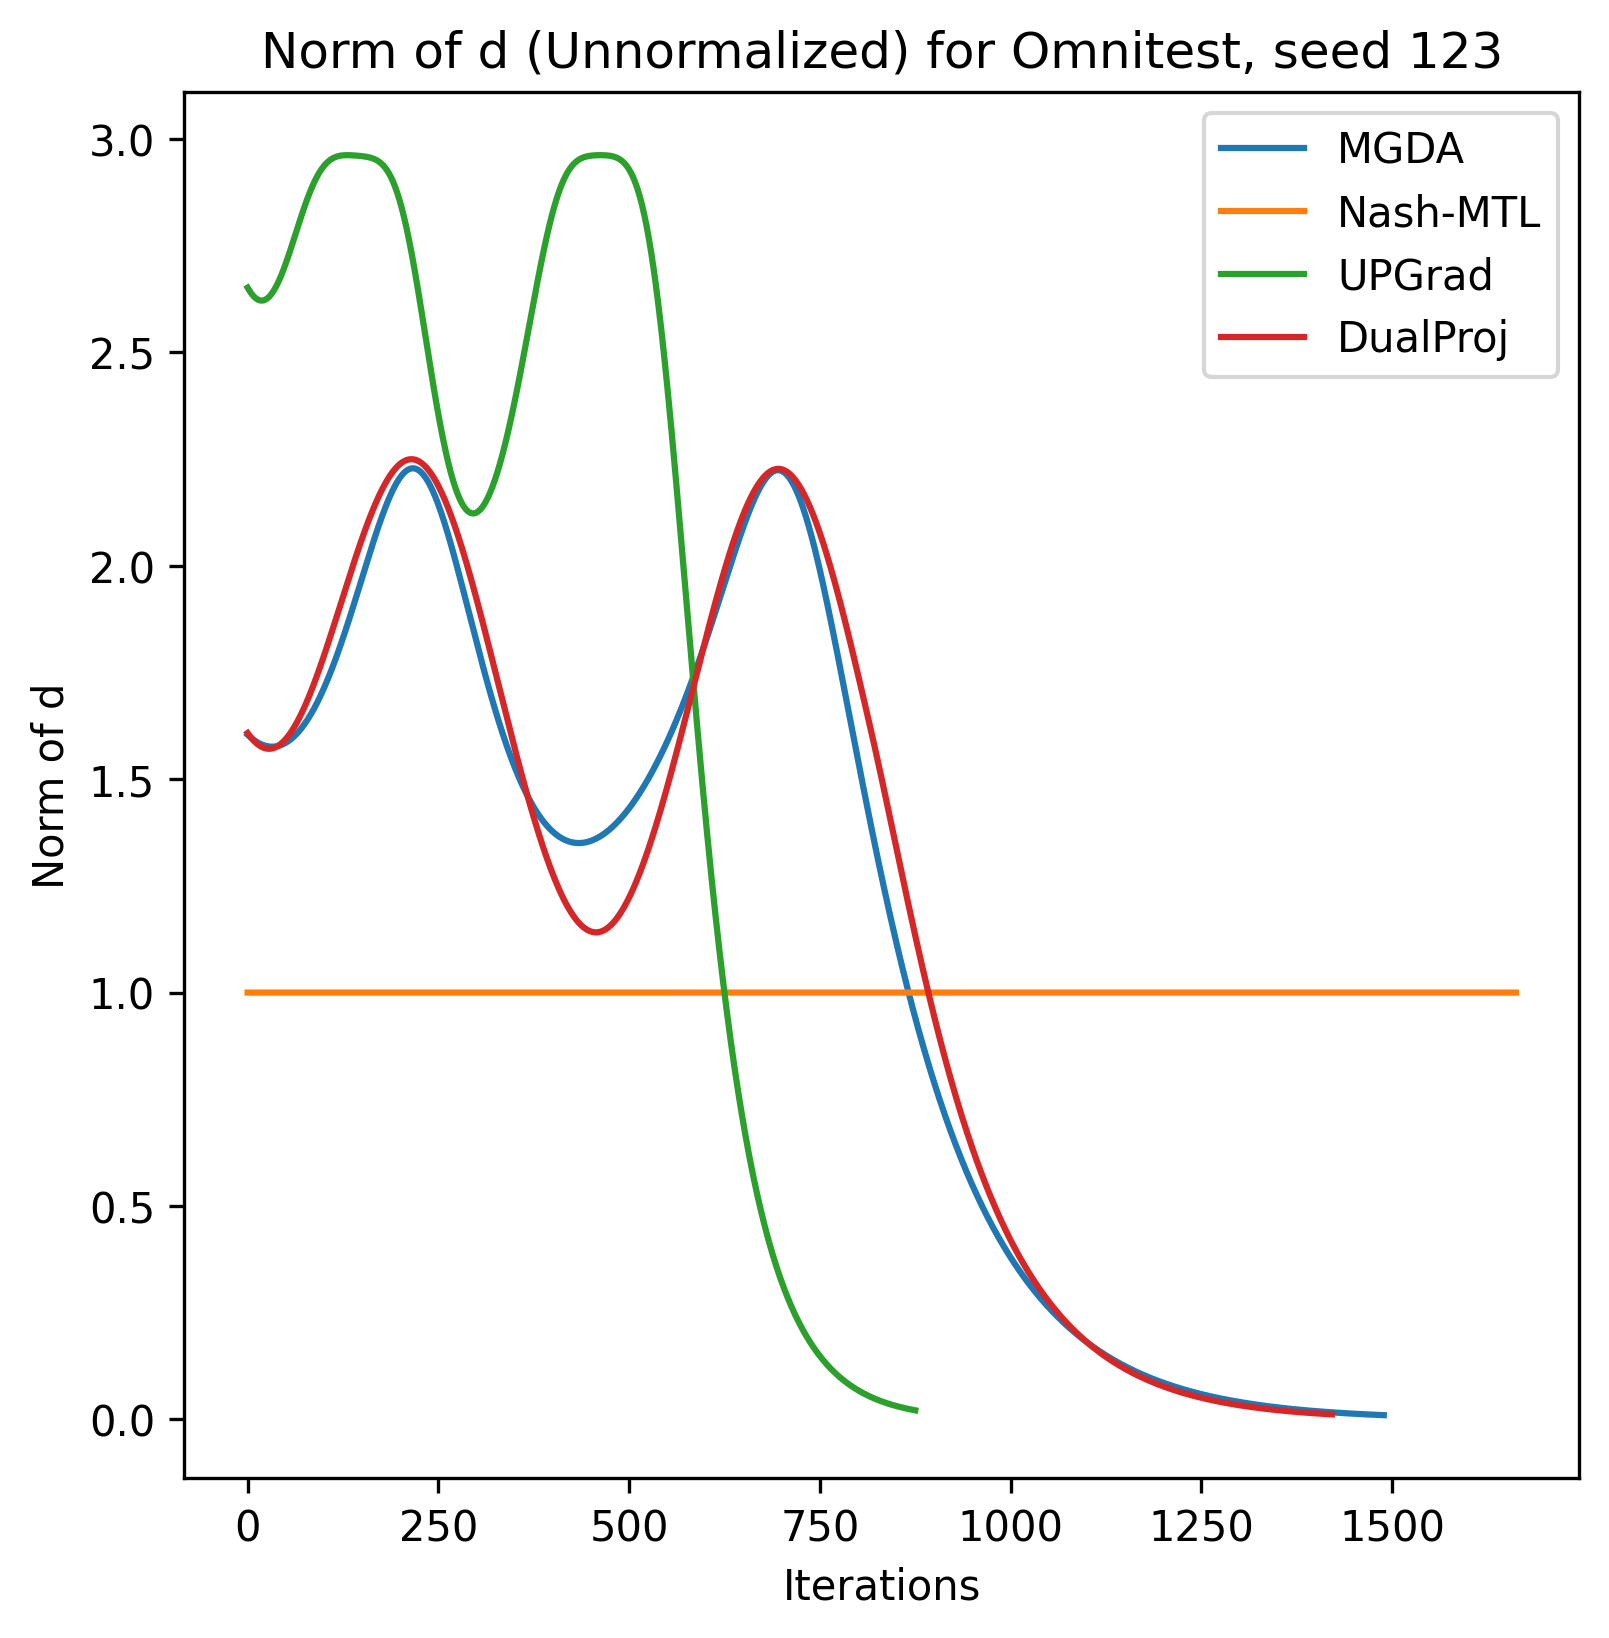 Norm of d (Unnormalized) for Omnitest, seed 123
MGDA
Nash-MTL
UPGrad
DualProj
3.0
2.5
2.0
1.5
1.0
0.5
0.0
Norm of d
0 250 500 750 1000 1250 1500
Iterations